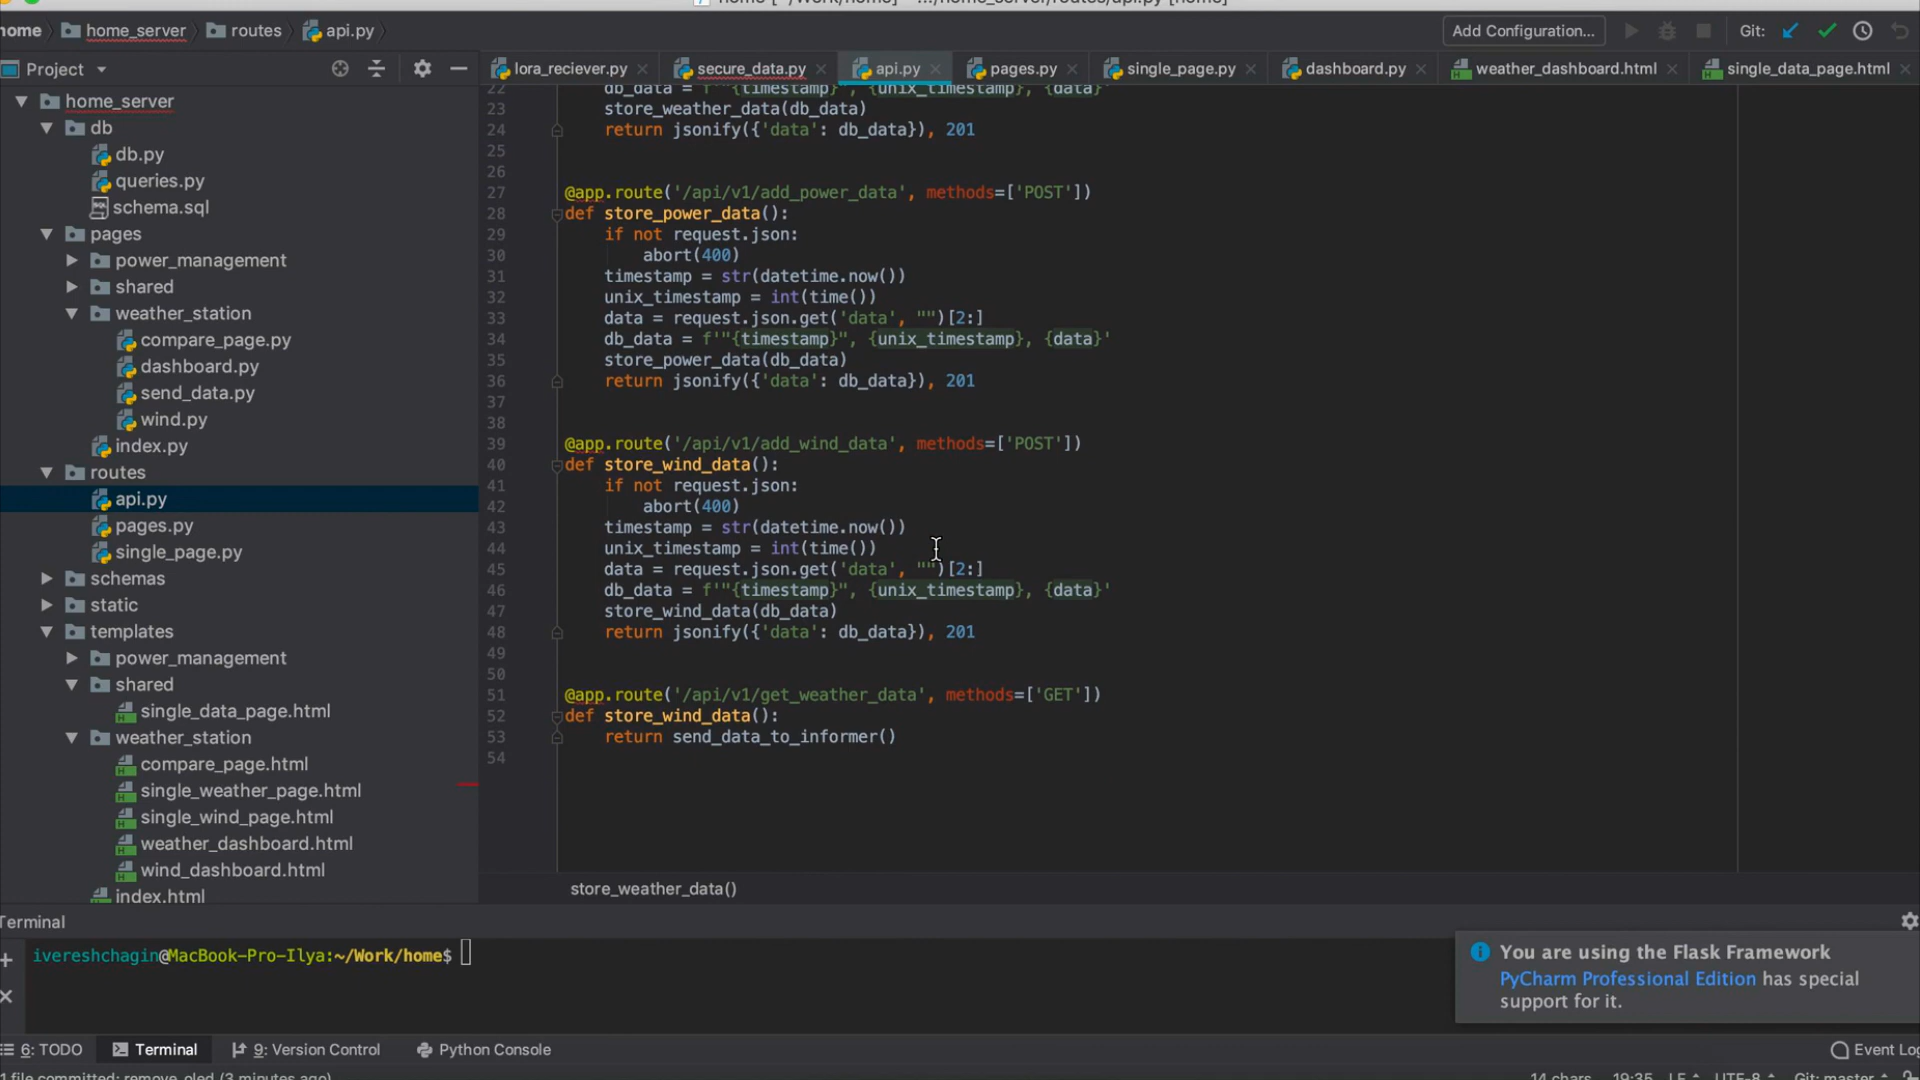 home [~/Work/home] - .../home_server/routes/api.py [home]
home home_server routes api.py
Add Configuration...
Git:
Project
lora_reciever.py
secure_data.py
api.py
pages.py
single_page.py
dashboard.py
weather_dashboard.html
single_data_page.html
home_server
db
db.py
queries.py
schema.sql
pages
power_management
shared
weather_station
compare_page.py
dashboard.py
send_data.py
wind.py
index.py
routes
api.py
pages.py
single_page.py
schemas
static
templates
power_management
shared
single_data_page.html
weather_station
compare_page.html
single_weather_page.html
single_wind_page.html
weather_dashboard.html
wind_dashboard.html
index.html
22 db_data = f'"{timestamp}", {unix_timestamp}, {data}'
23 store_weather_data(db_data)
24 return jsonify({'data': db_data}), 201
25
26
27 @app.route('/api/v1/add_power_data', methods=['POST'])
28 def store_power_data():
29 if not request.json:
30 abort(400)
31 timestamp = str(datetime.now())
32 unix_timestamp = int(time())
33 data = request.json.get('data', "")[2:]
34 db_data = f'"{timestamp}", {unix_timestamp}, {data}'
35 store_power_data(db_data)
36 return jsonify({'data': db_data}), 201
37
38
39 @app.route('/api/v1/add_wind_data', methods=['POST'])
40 def store_wind_data():
41 if not request.json:
42 abort(400)
43 timestamp = str(datetime.now())
44 unix_timestamp = int(time())
45 data = request.json.get('data', "")[2:]
46 db_data = f'"{timestamp}", {unix_timestamp}, {data}'
47 store_wind_data(db_data)
48 return jsonify({'data': db_data}), 201
49
50
51 @app.route('/api/v1/get_weather_data', methods=['GET'])
52 def store_wind_data():
53 return send_data_to_informer()
54
store_weather_data()
Terminal
ivereshchagin@MacBook-Pro-Ilya:~/Work/home$
You are using the Flask Framework
PyCharm Professional Edition has special
support for it.
6: TODO
Terminal
9: Version Control
Python Console
Event Log
1 file committed: remove oled (3 minutes ago)
14 chars 19:35 LF UTF-8 Git: master